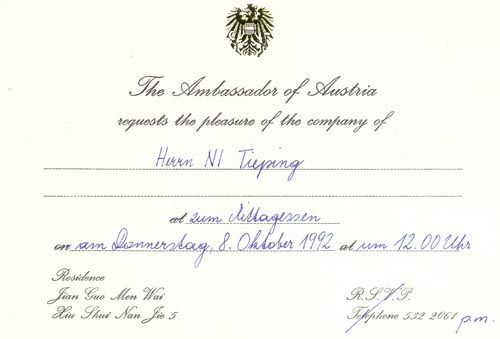 The Ambassador of Austria
requests the pleasure of the company of
Herrn NI Tieping
at zum Mittagessen
on am Donnerstag, 8. Oktober 1992 at um 12.00 Uhr
Residence
Jian Guo Men Wai
Xiu Shui Nan Jie 5
R.S.V.P.
Telephone 532 2061 p.m.